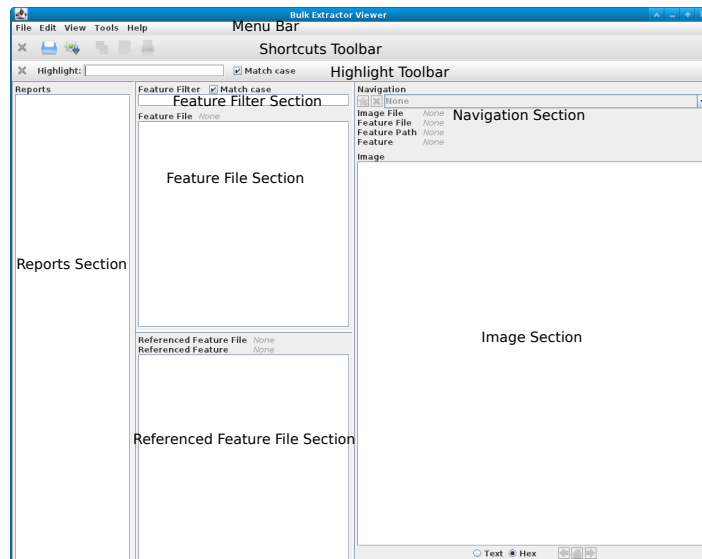 Bulk Extractor Viewer
File Edit View Tools Help
Menu Bar
Shortcuts Toolbar
Highlight:
Match case
Highlight Toolbar
Reports
Reports Section
Feature Filter
Match case
Feature Filter Section
Feature File None
Feature File Section
Referenced Feature File None
Referenced Feature None
Referenced Feature File Section
Navigation
None
Image File None
Feature File None
Feature Path None
Feature None
Navigation Section
Image
Image Section
Text Hex